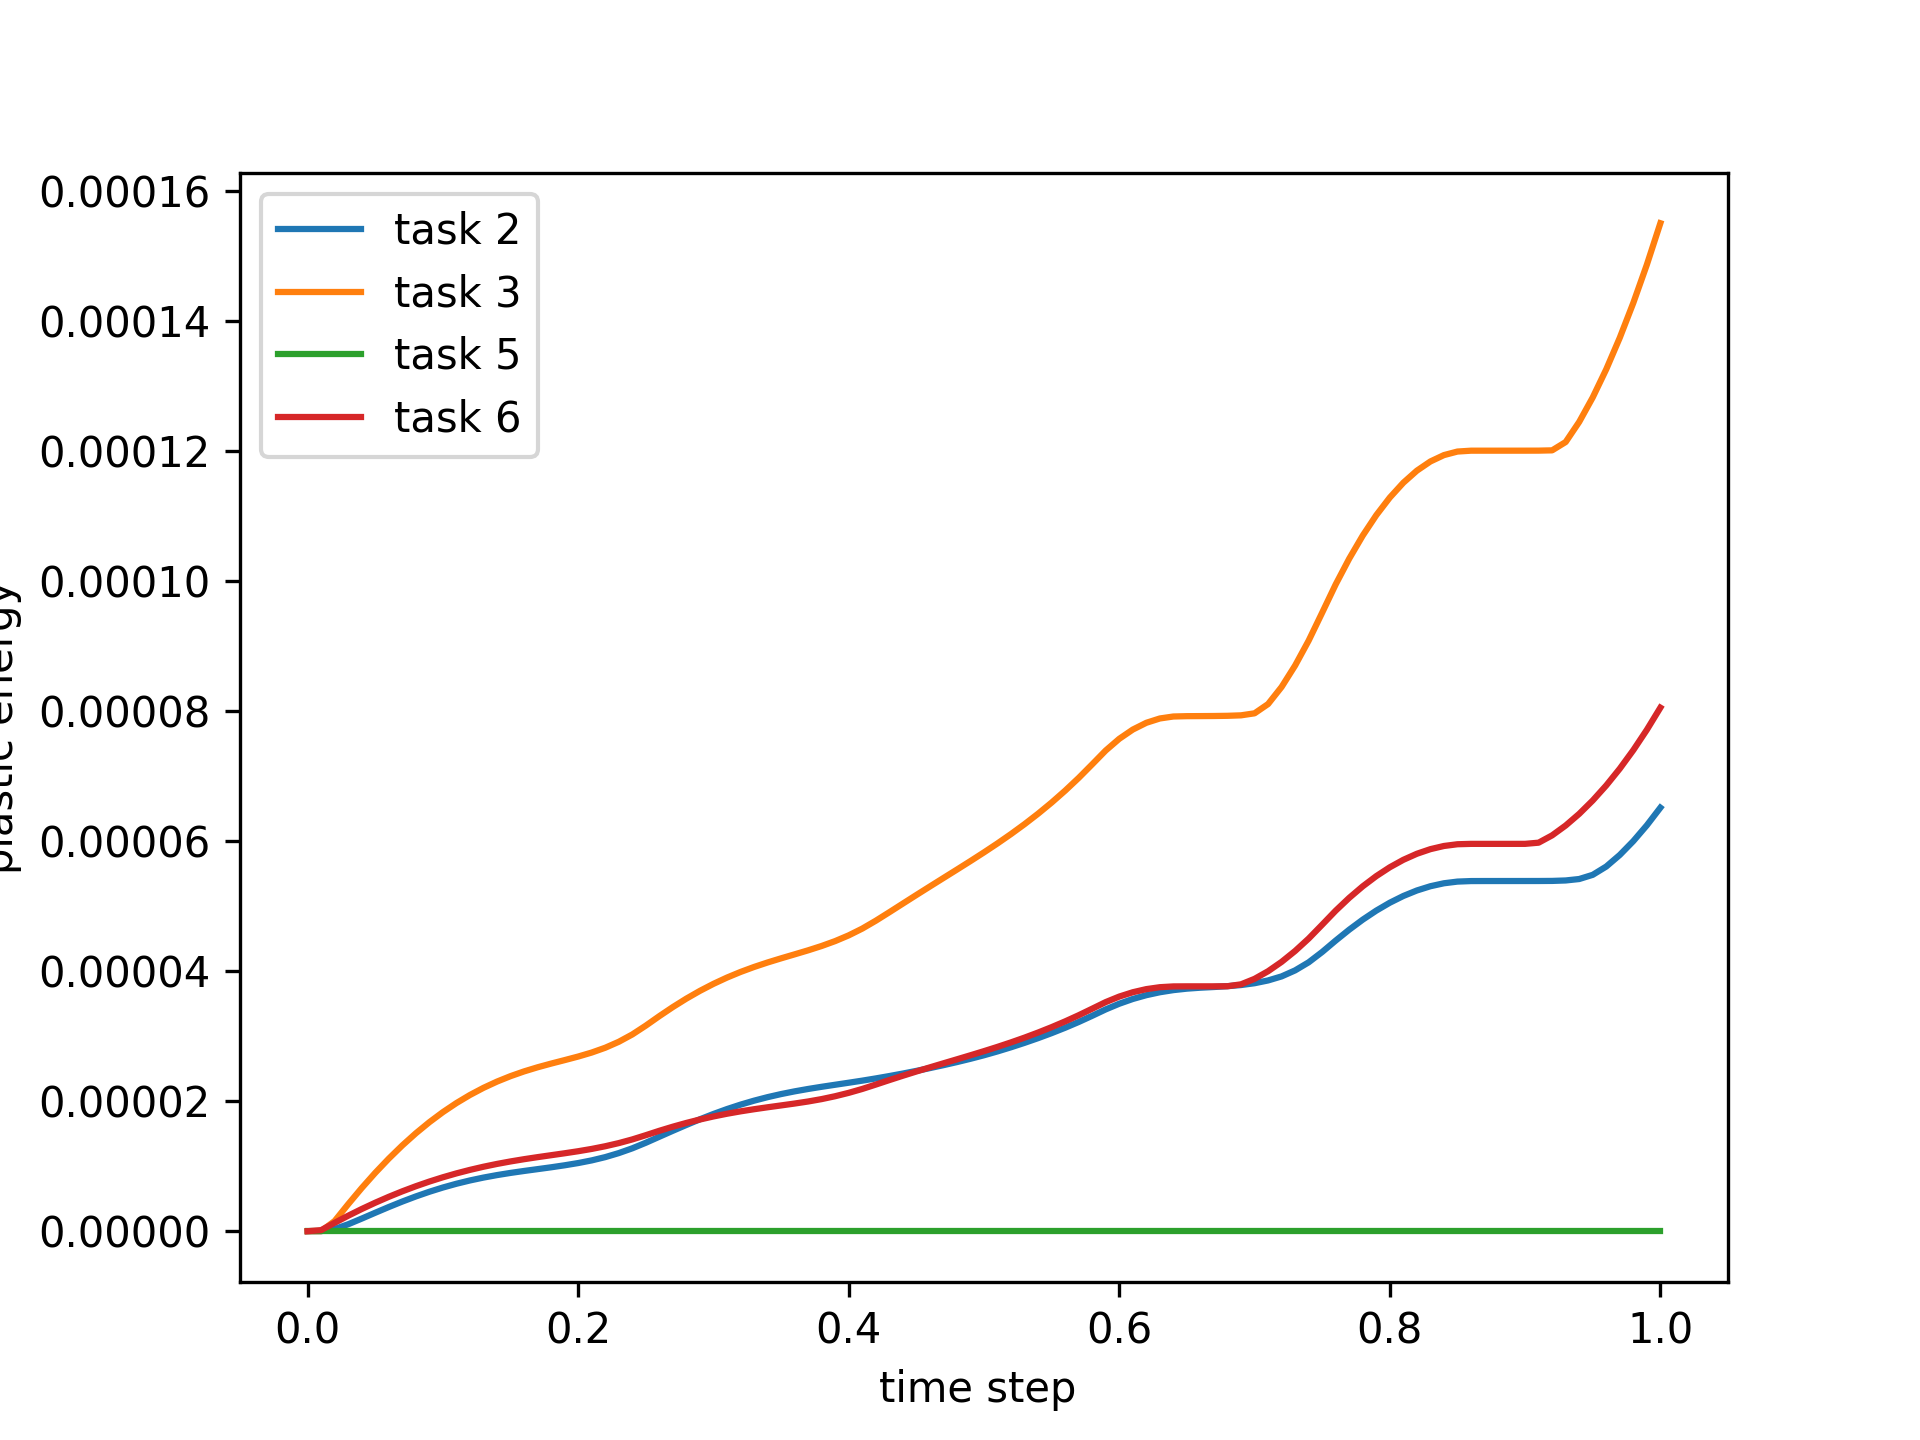 0.00016
0.00014
0.00012
0.00010
0.00008
0.00006
0.00004
0.00002
0.00000
plastic energy
task 2
task 3
task 5
task 6
0.0 0.2 0.4 0.6 0.8 1.0
time step